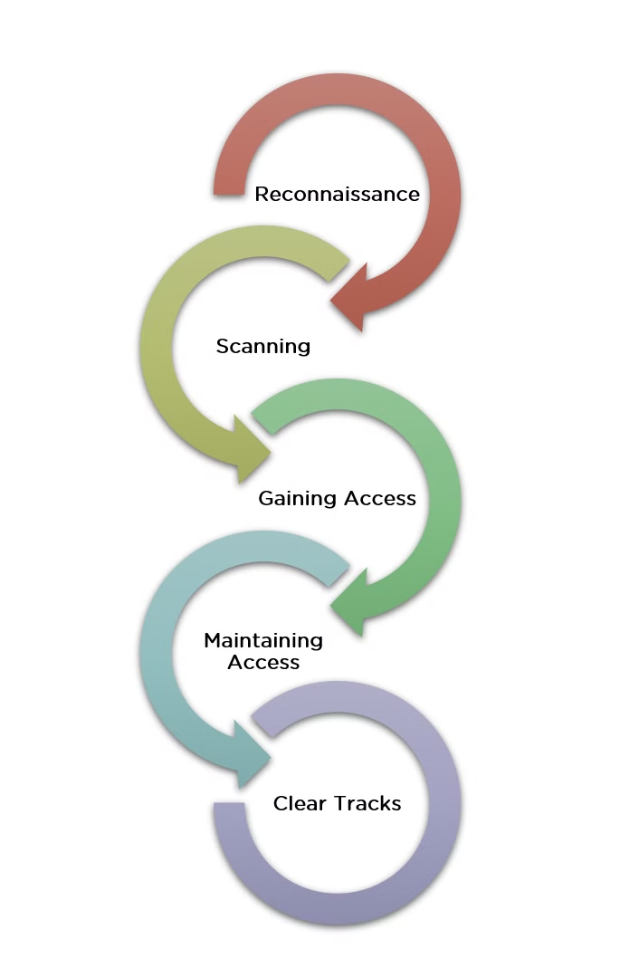 Reconnaissance
Scanning
Gaining Access
Maintaining
Access
Clear Tracks